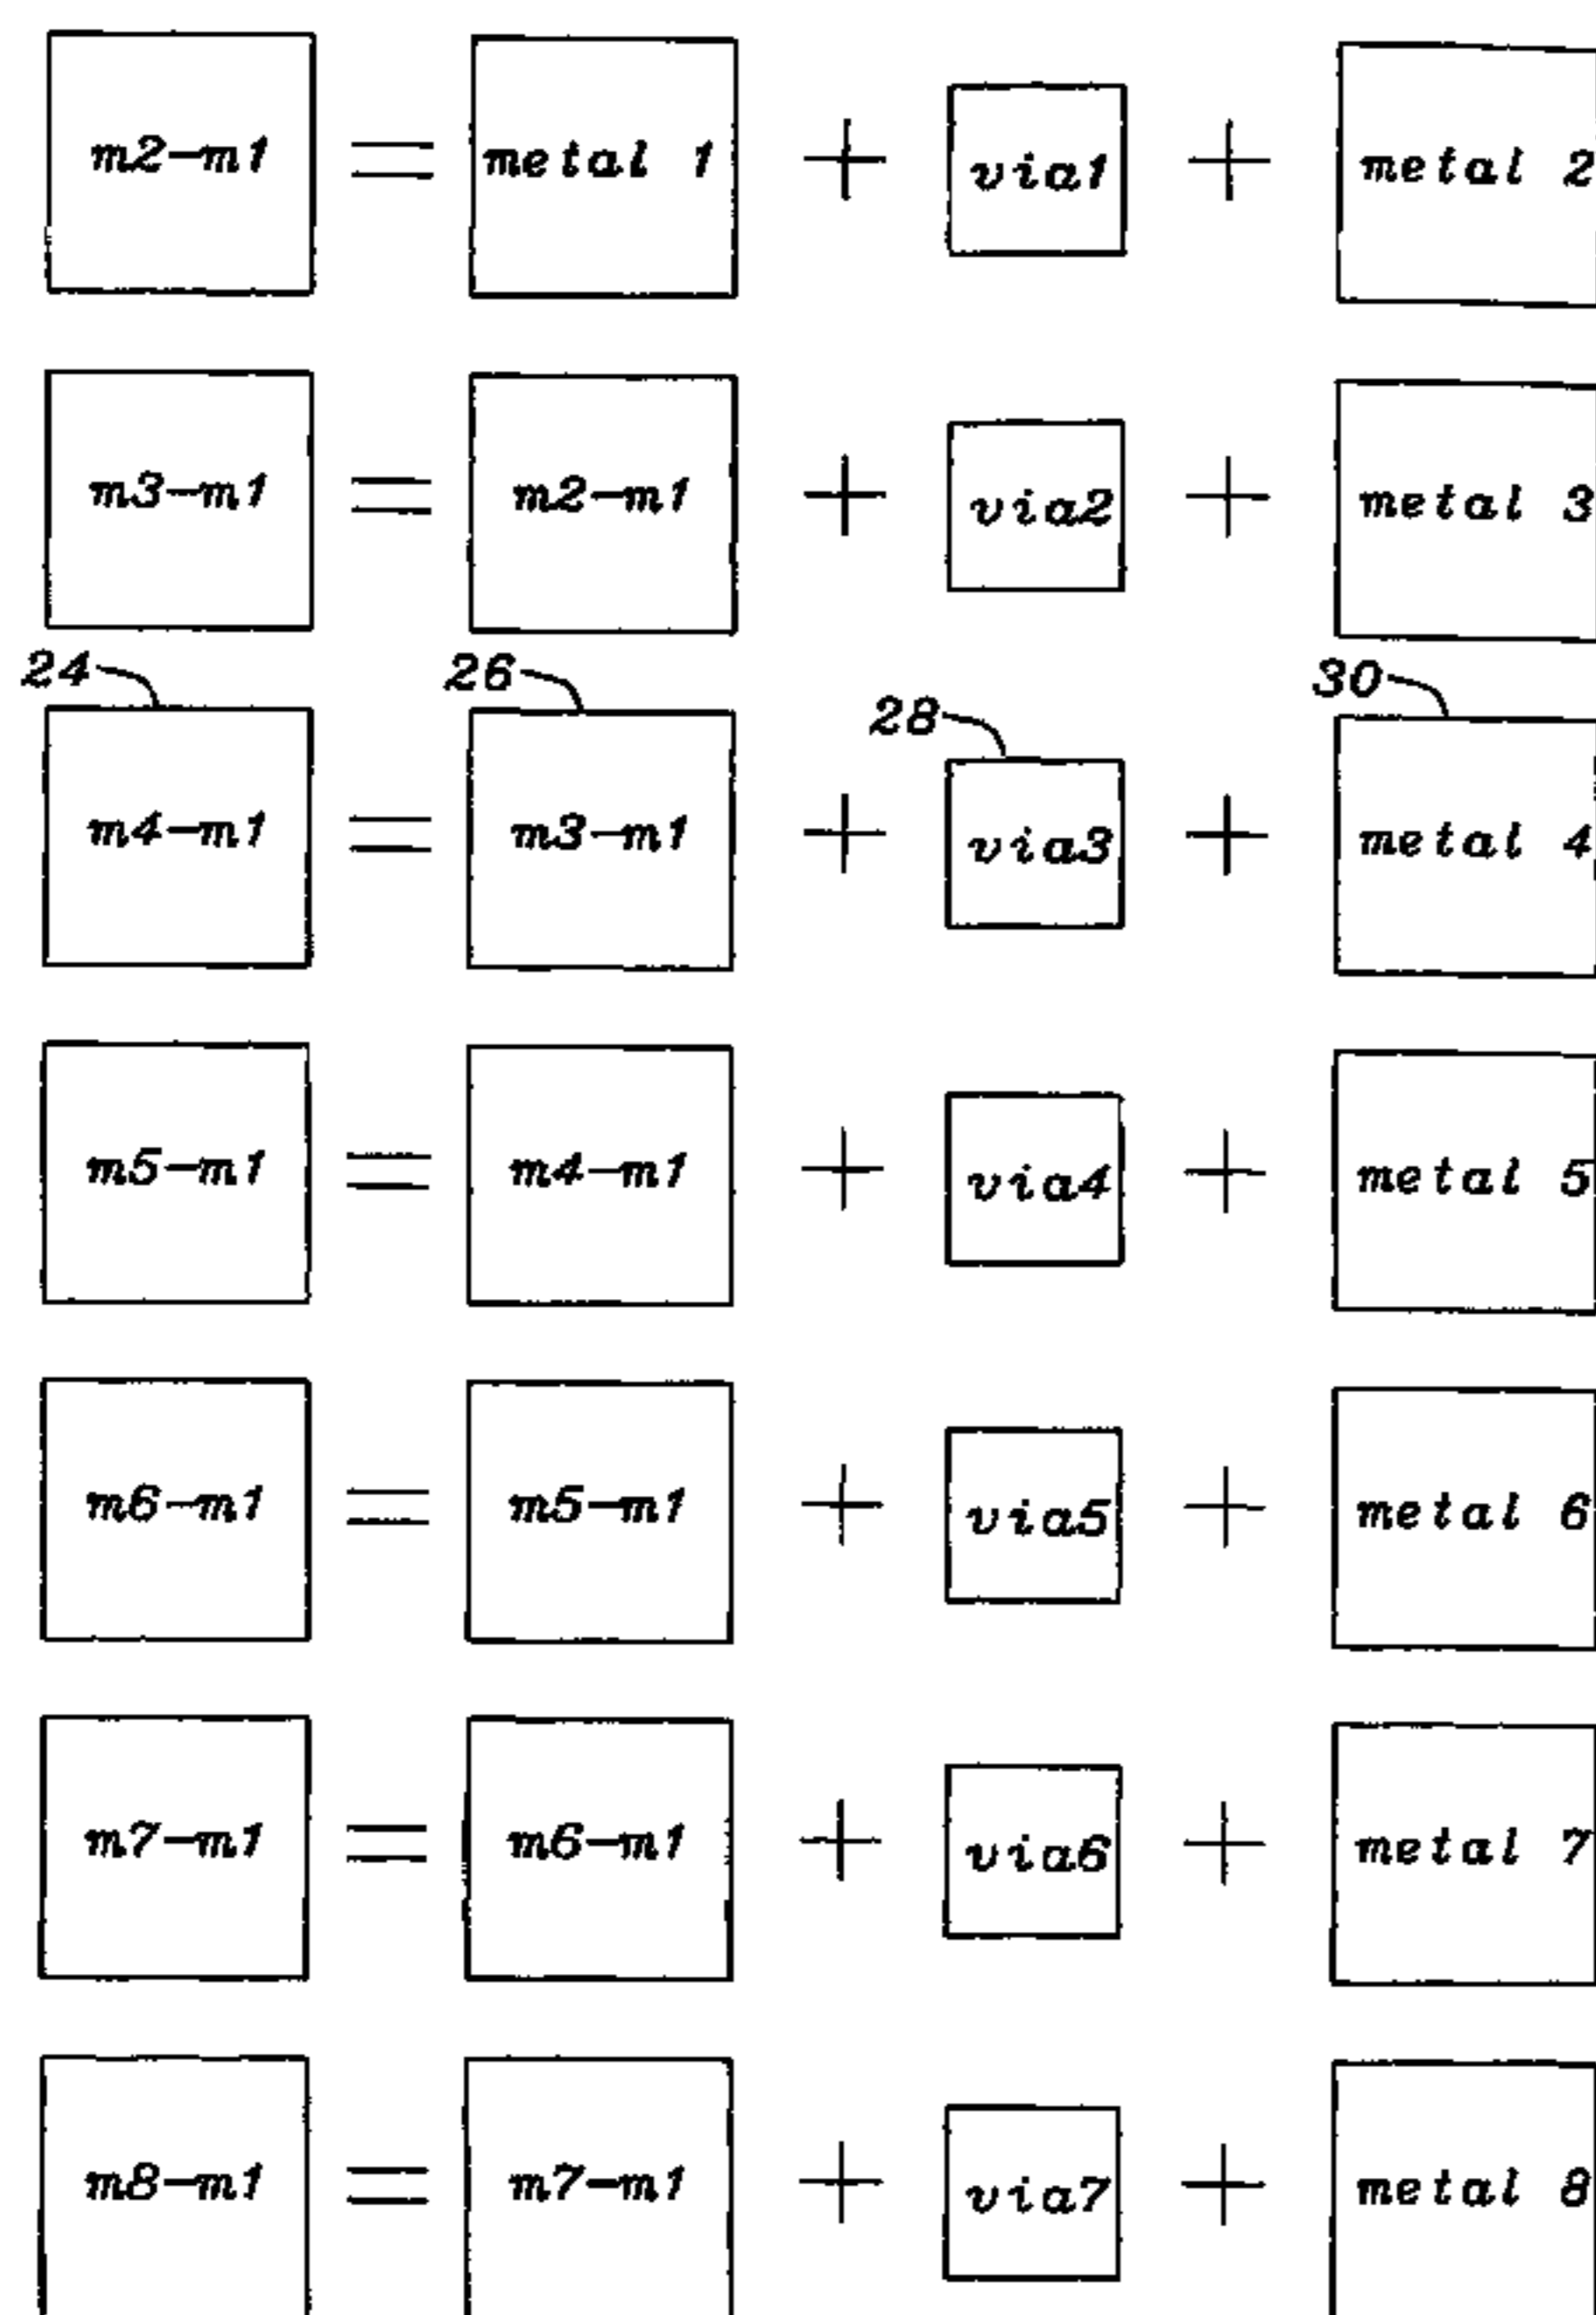 m2-m1 = metal 1 + via1 + metal 2
m3-m1 = m2-m1 + via2 + metal 3
24 26 28 30
m4-m1 = m3-m1 + via3 + metal 4
m5-m1 = m4-m1 + via4 + metal 5
m6-m1 = m5-m1 + via5 + metal 6
m7-m1 = m6-m1 + via6 + metal 7
m8-m1 = m7-m1 + via7 + metal 8